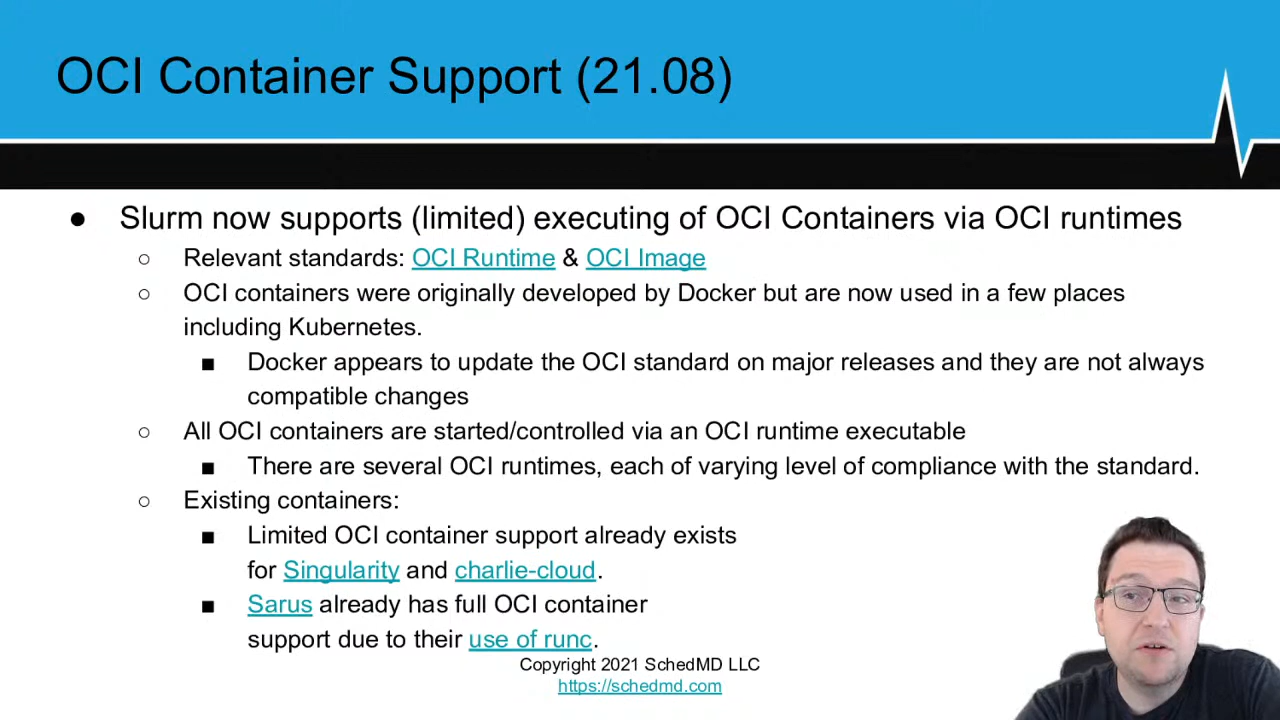 OCI Container Support (21.08)
● Slurm now supports (limited) executing of OCI Containers via OCI runtimes
○ Relevant standards: OCI Runtime & OCI Image
○ OCI containers were originally developed by Docker but are now used in a few places
including Kubernetes.
■ Docker appears to update the OCI standard on major releases and they are not always
compatible changes
○ All OCI containers are started/controlled via an OCI runtime executable
■ There are several OCI runtimes, each of varying level of compliance with the standard.
○ Existing containers:
■ Limited OCI container support already exists
for Singularity and charlie-cloud.
■ Sarus already has full OCI container
support due to their use of runc.
Copyright 2021 SchedMD LLC
https://schedmd.com